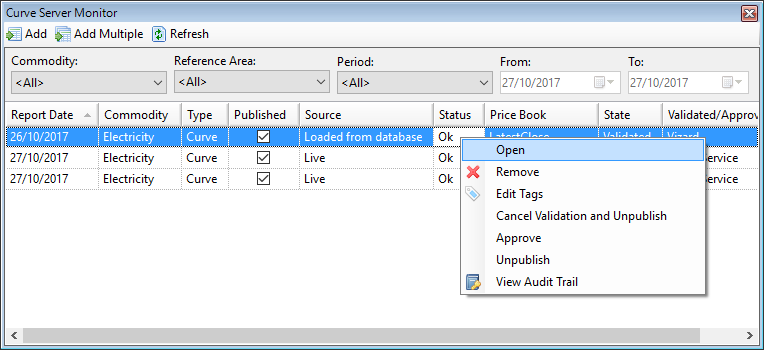 Curve Server Monitor
Add Add Multiple Refresh
Commodity: Reference Area: Period: From: To:
<All> <All> <All> 27/10/2017 27/10/2017
Report Date Commodity Type Published Source Status Price Book State Validated/Approv
26/10/2017 Electricity Curve Loaded from database Ok LatestClose Validated Vizard
27/10/2017 Electricity Curve Live Ok ervice
27/10/2017 Electricity Curve Live Ok ervice
Open
Remove
Edit Tags
Cancel Validation and Unpublish
Approve
Unpublish
View Audit Trail